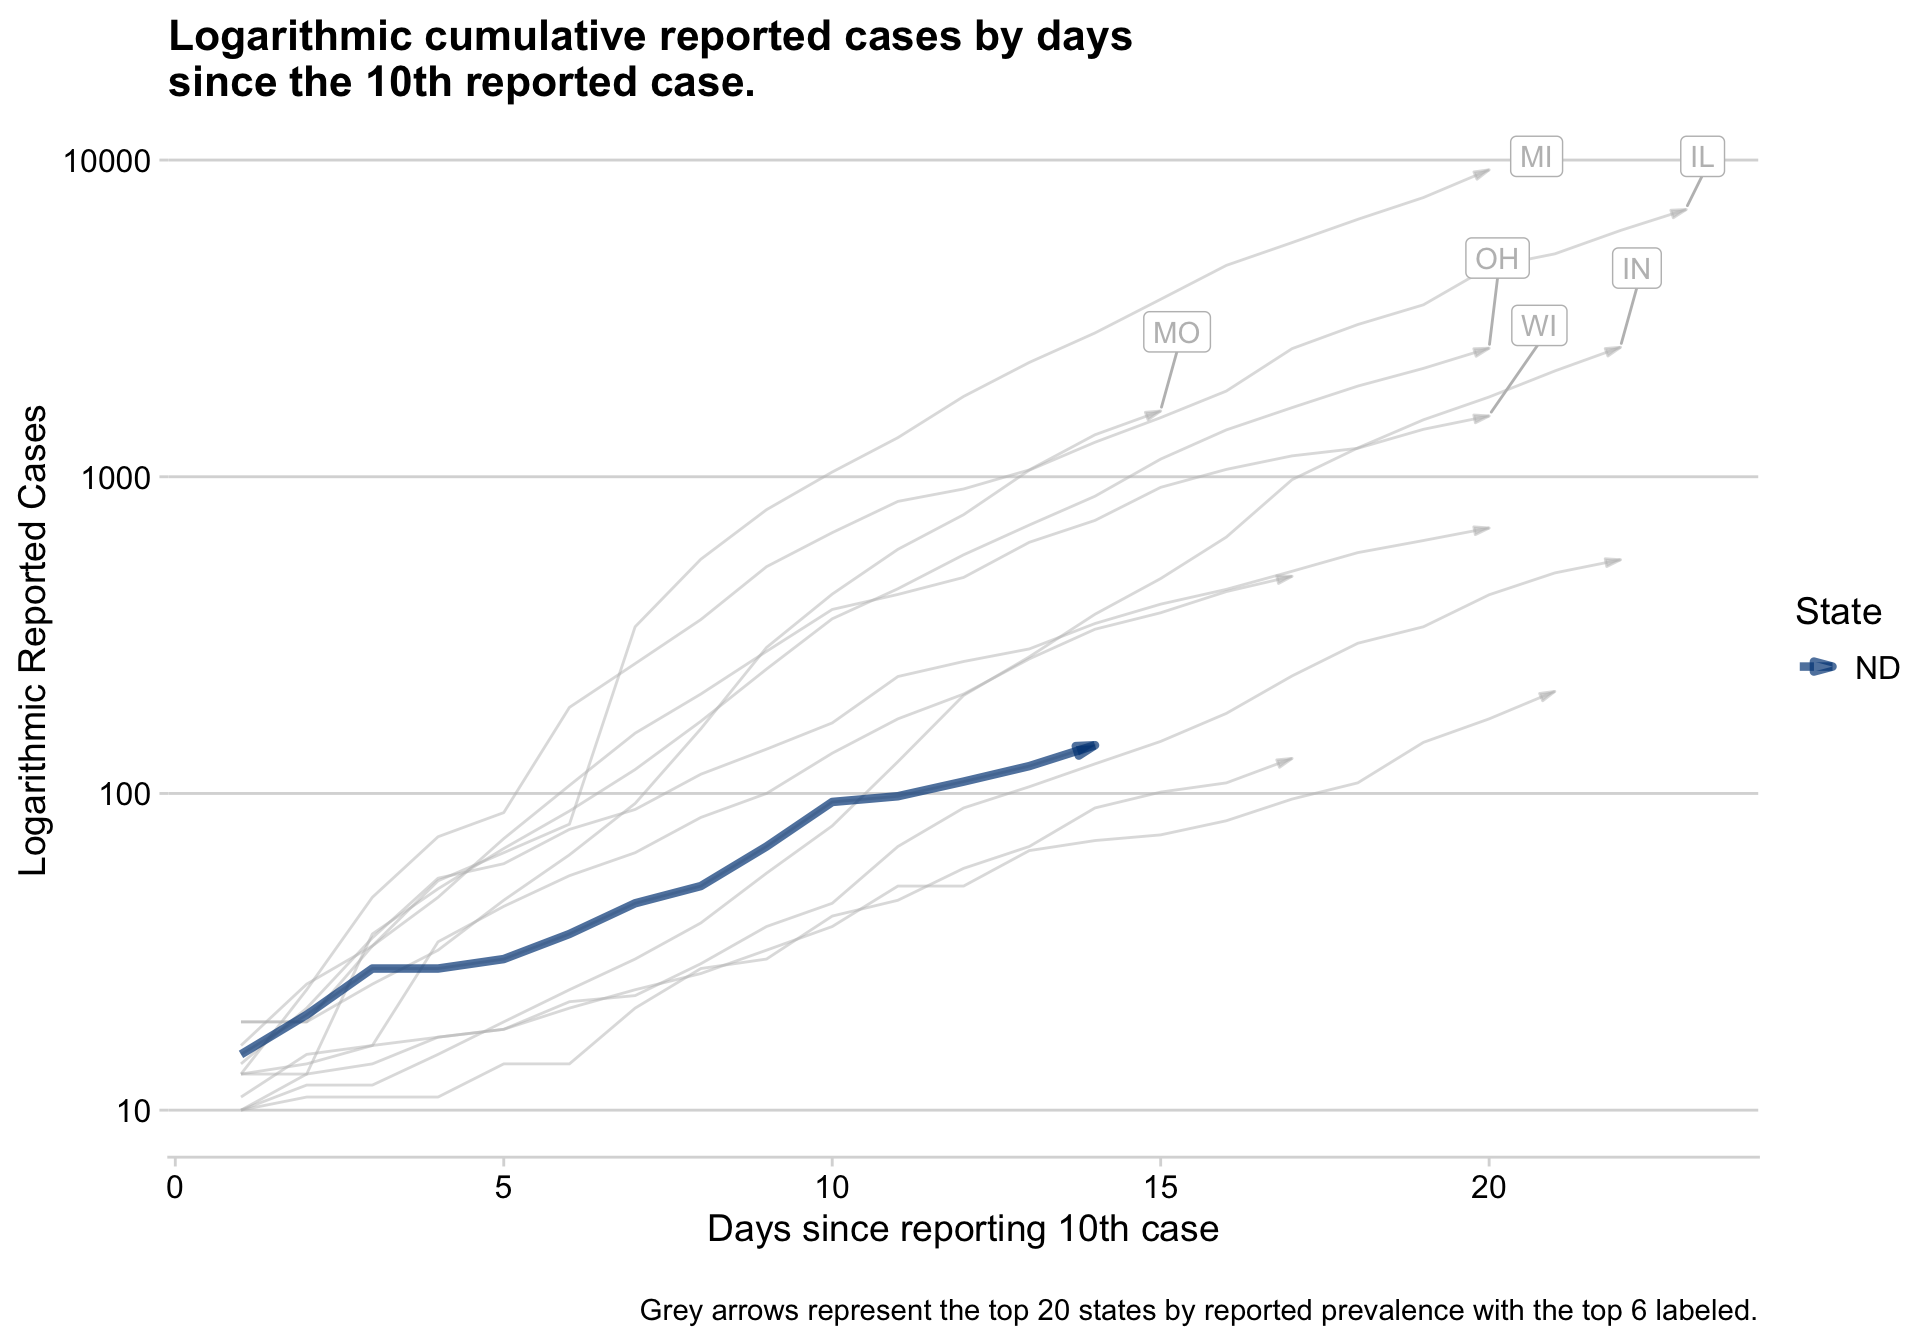 Logarithmic cumulative reported cases by days
since the 10th reported case.
10000
1000
100
10
Logarithmic Reported Cases
MI
IL
OH
IN
WI
MO
State
ND
0 5 10 15 20
Days since reporting 10th case
Grey arrows represent the top 20 states by reported prevalence with the top 6 labeled.